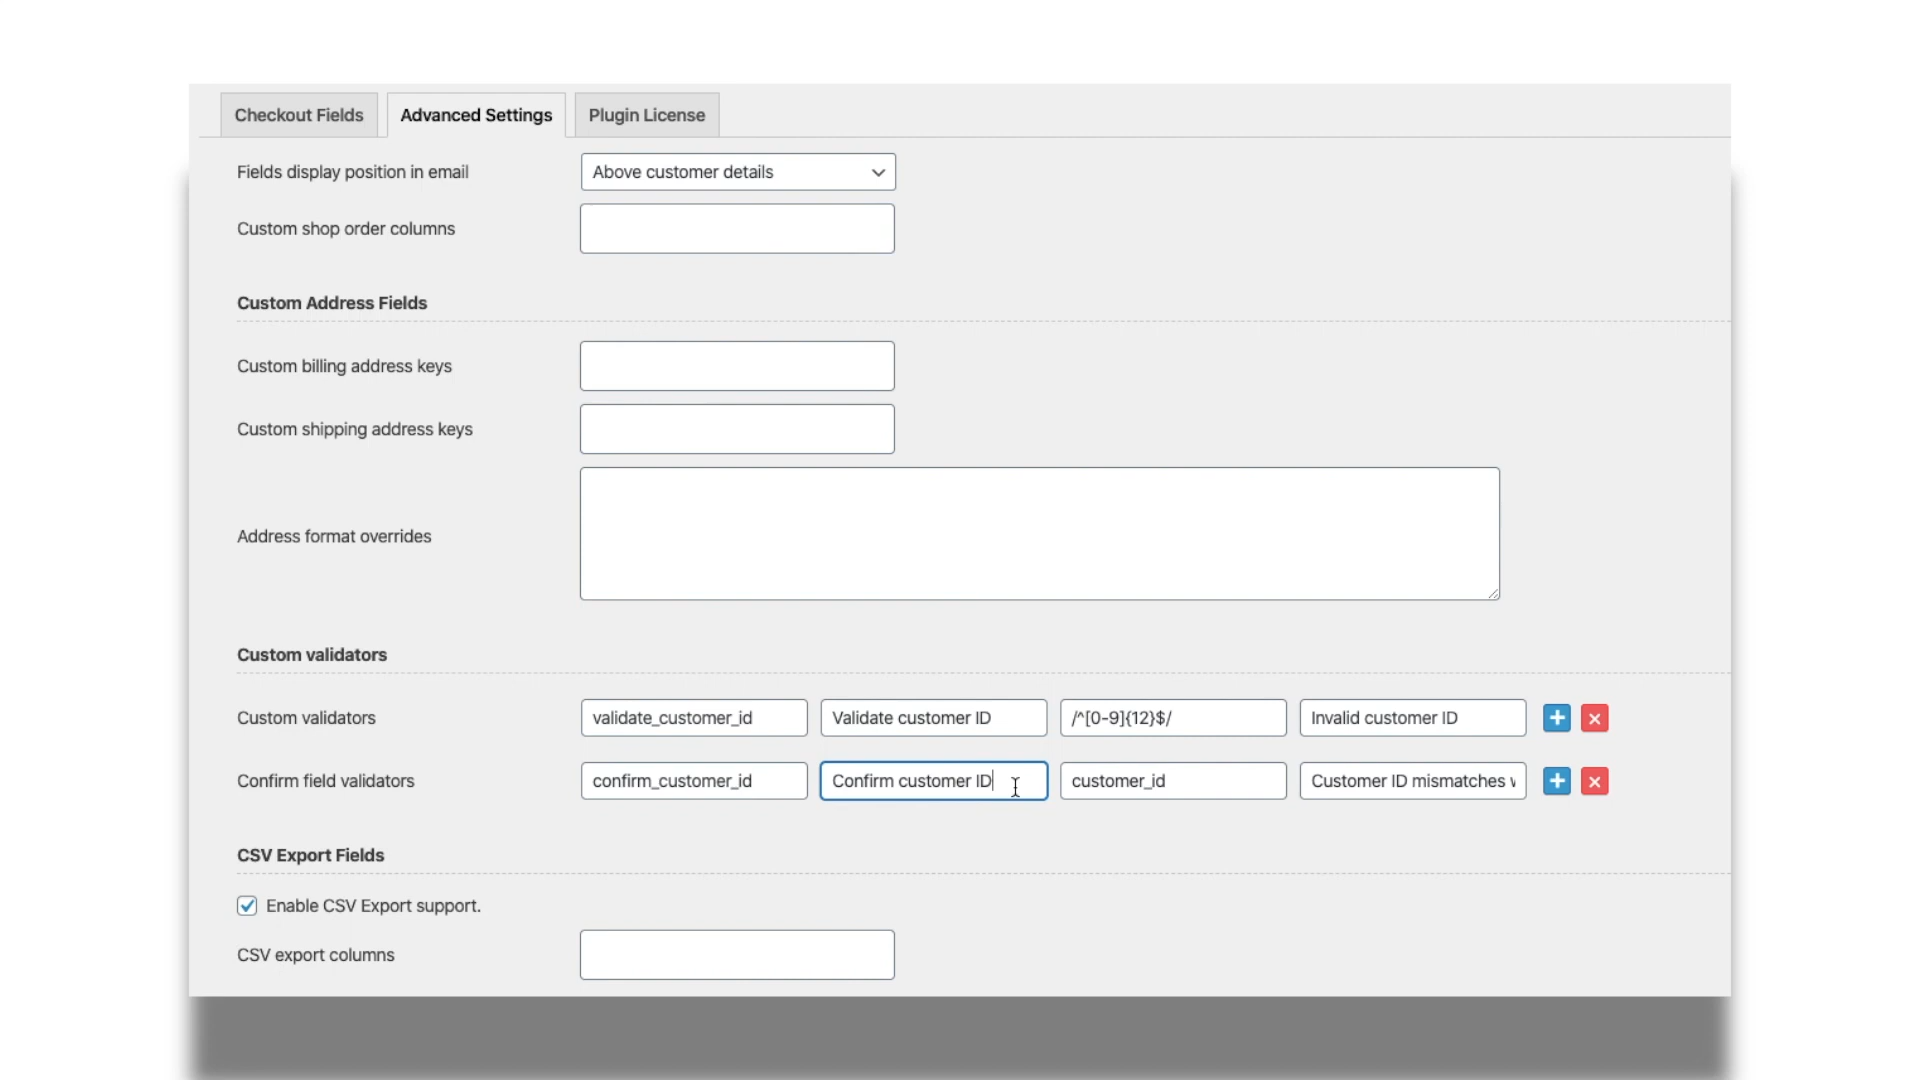 Checkout Fields
Advanced Settings
Plugin License
Fields display position in email
Above customer details
Custom shop order columns
Custom Address Fields
Custom billing address keys
Custom shipping address keys
Address format overrides
Custom validators
Custom validators
validate_customer_id
Validate customer ID
/^[0-9]{12}$/
Invalid customer ID
Confirm field validators
confirm_customer_id
Confirm customer ID
customer_id
Customer ID mismatches
CSV Export Fields
Enable CSV Export support.
CSV export columns